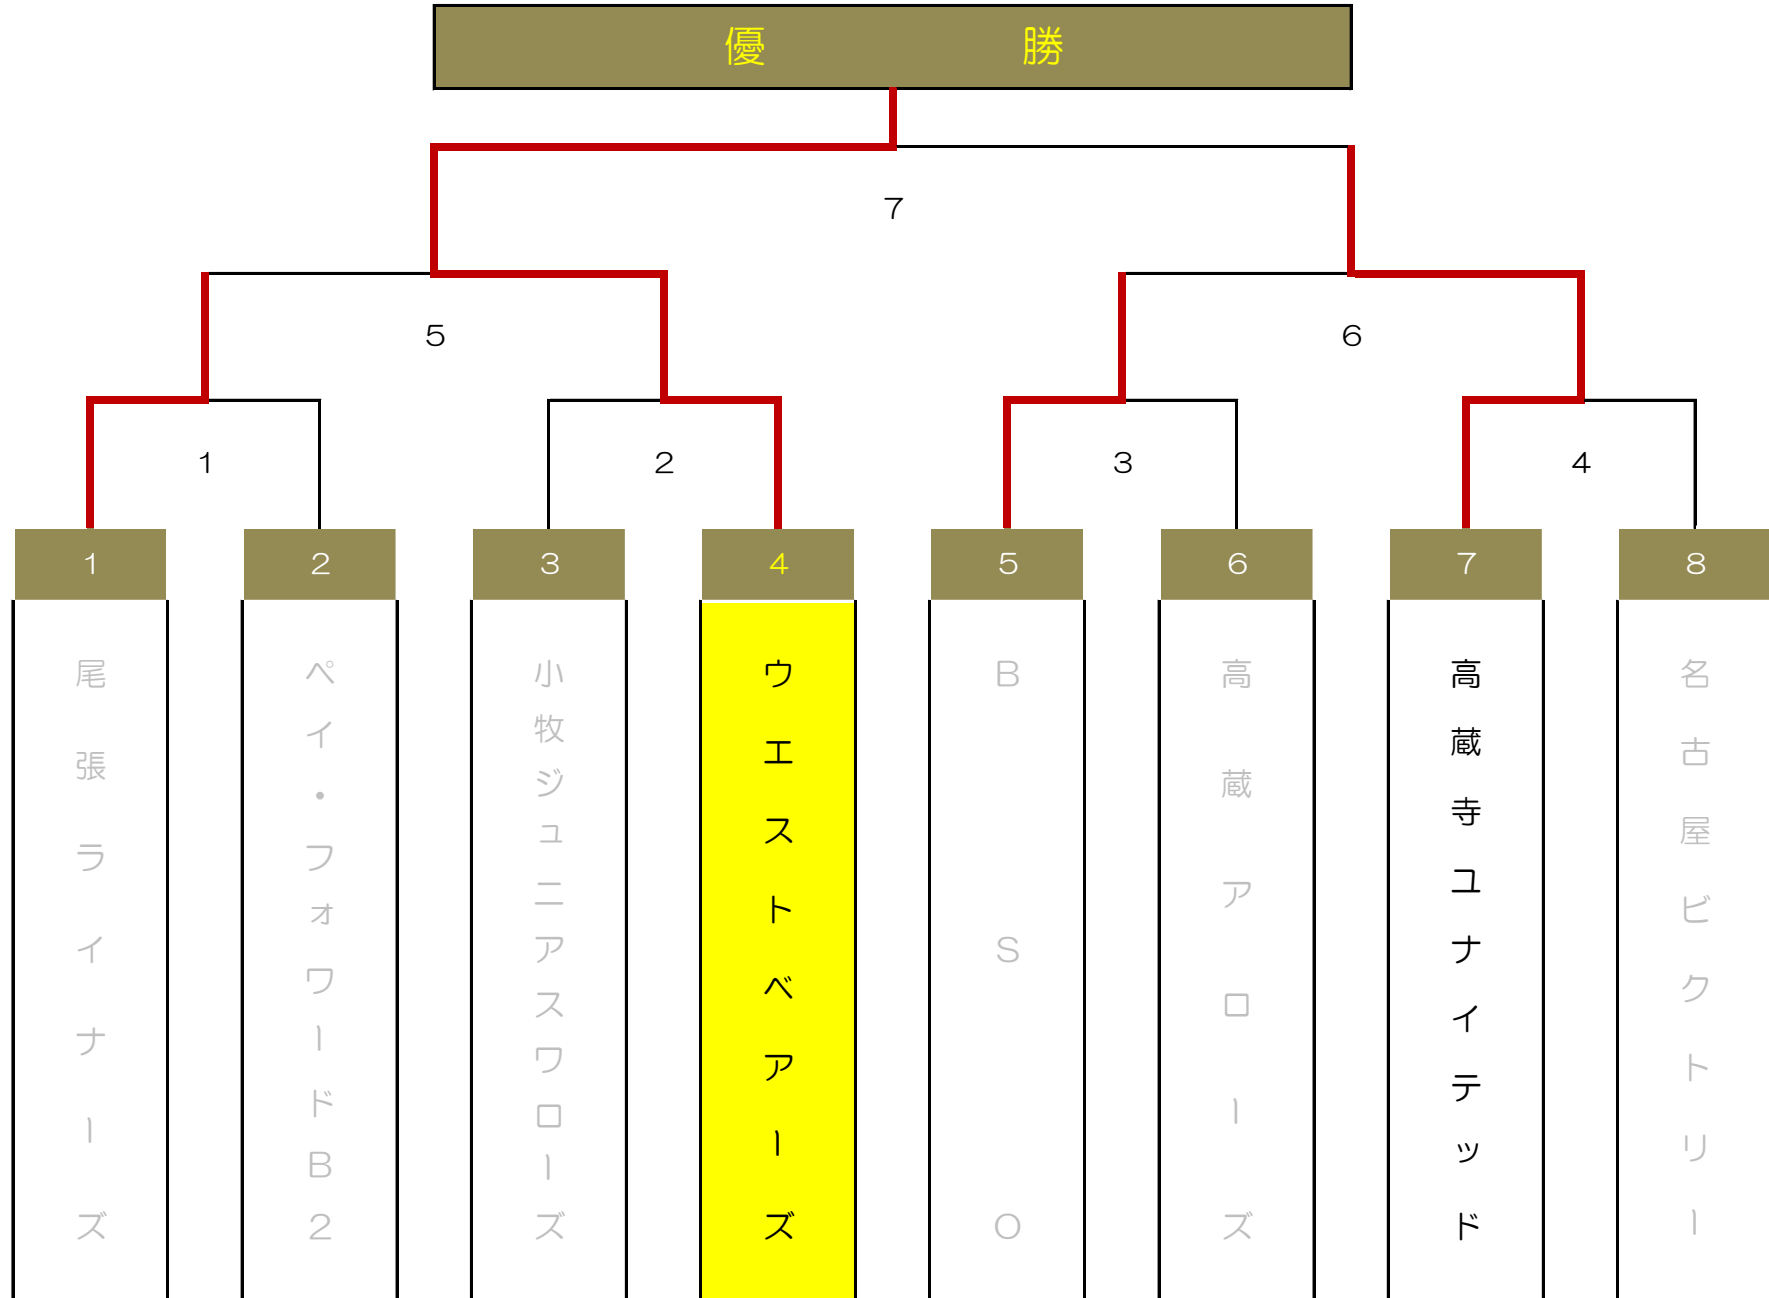 優　勝
7
5
6
1
2
3
4
1
2
3
4
5
6
7
8
尾張ライナーズ
ペイ・フォワードB2
小牧ジュニアスワローズ
ウエストベアーズ
BSO
高蔵アローズ
高蔵寺ユナイテッド
名古屋ビクトリー